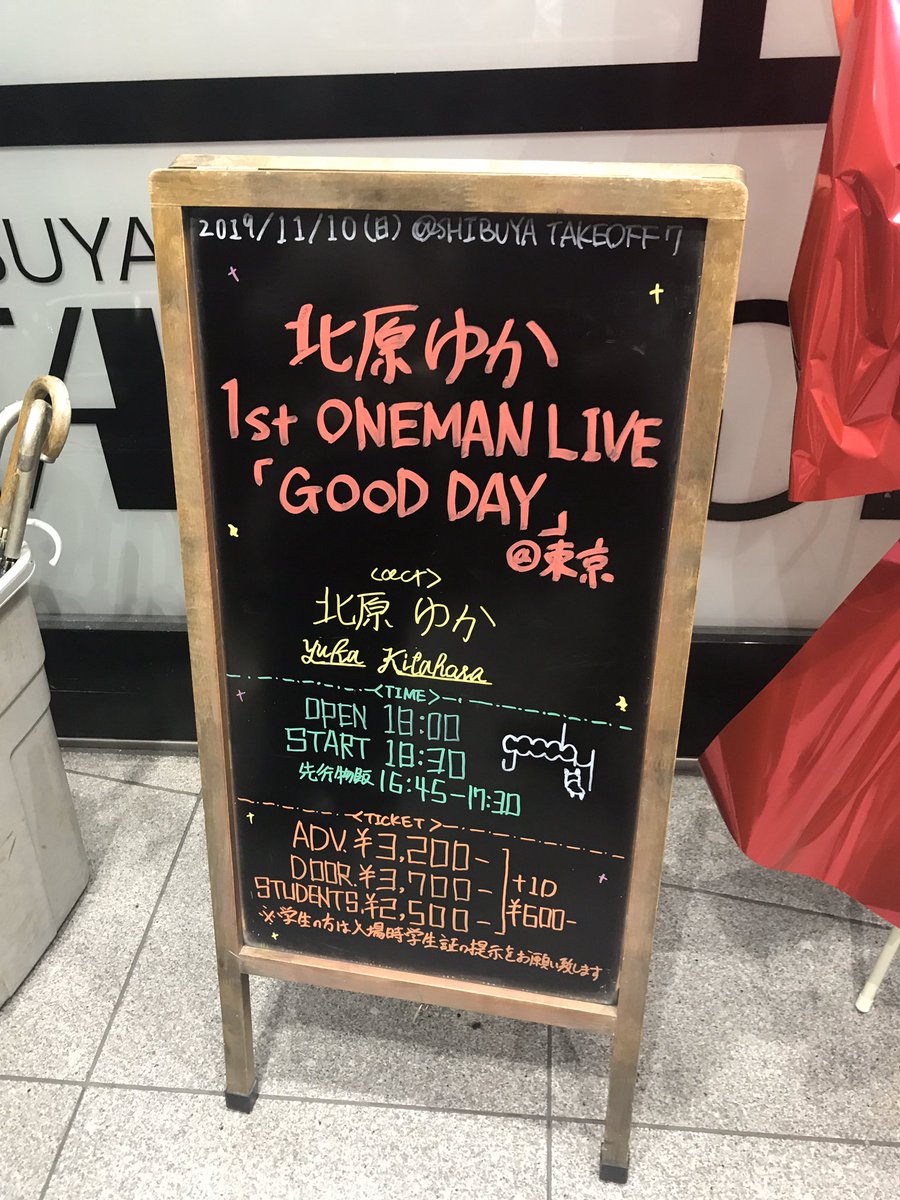 2019/11/10(日) @SHIBUYA TAKEOFF7
北原ゆか
1st ONEMAN LIVE
「GOOD DAY」
@東京
<act>
北原 ゆか
Yuka Kitahara
<TIME>
OPEN 18:00
START 18:30
先行物販 16:45-17:30
goodby
<TICKET>
ADV.¥3,200-
DOOR.¥3,700-
STUDENTS.¥2,500-
+1D
¥600-
※学生の方は入場時学生証の提示をお願い致します
BUYA